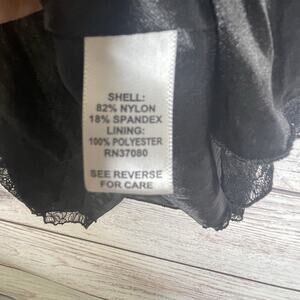 SHELL:
82% NYLON
18% SPANDEX
LINING:
100% POLYESTER
RN37080
SEE REVERSE
FOR CARE